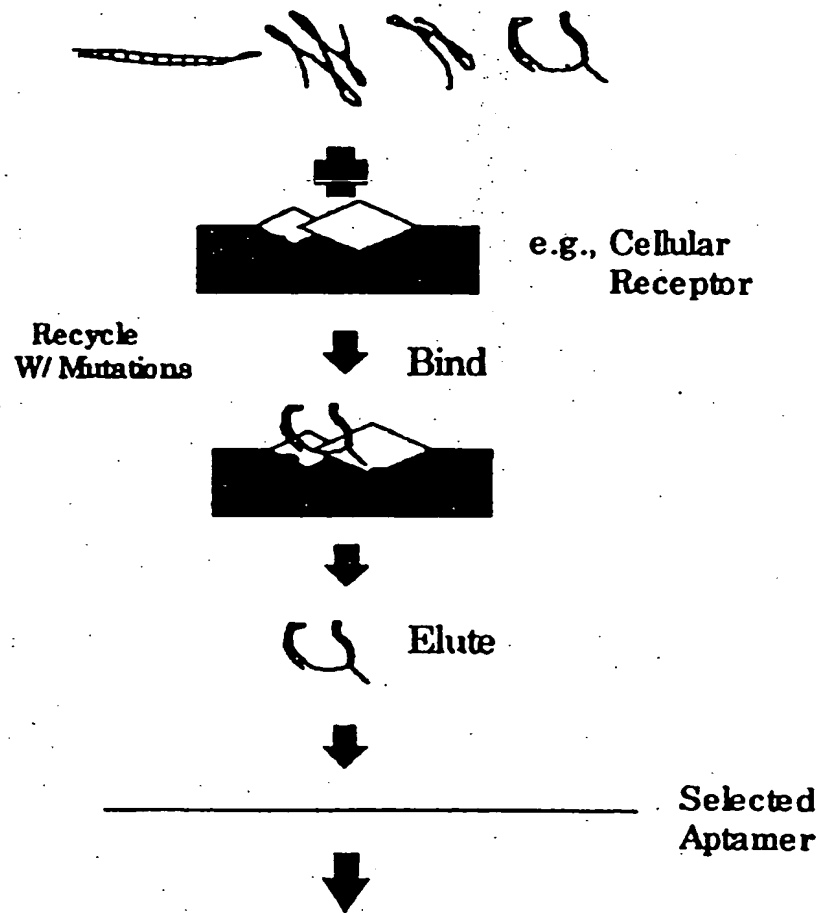 e.g., Cellular
Receptor
Recycle
W/ Mutations
Bind
Elute
Selected
Aptamer